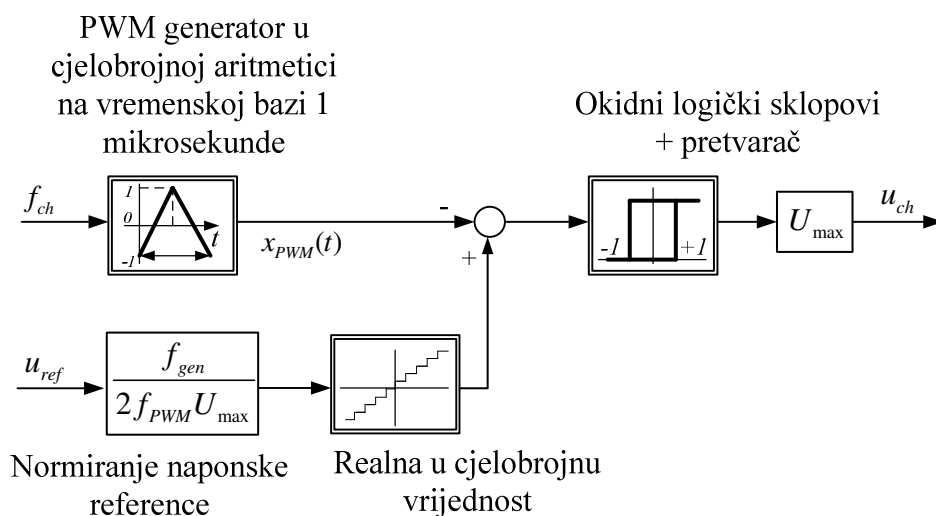 PWM generator u
cjelobrojnoj aritmetici
na vremenskoj bazi 1
mikrosekunde
Okidni logički sklopovi
+ pretvarač
f_ch
1
0
-1
t
x_PWM(t)
-
+
-1
+1
U_max
u_ch
u_ref
f_gen
2f_PWM U_max
Normiranje naponske
reference
Realna u cjelobrojnu
vrijednost